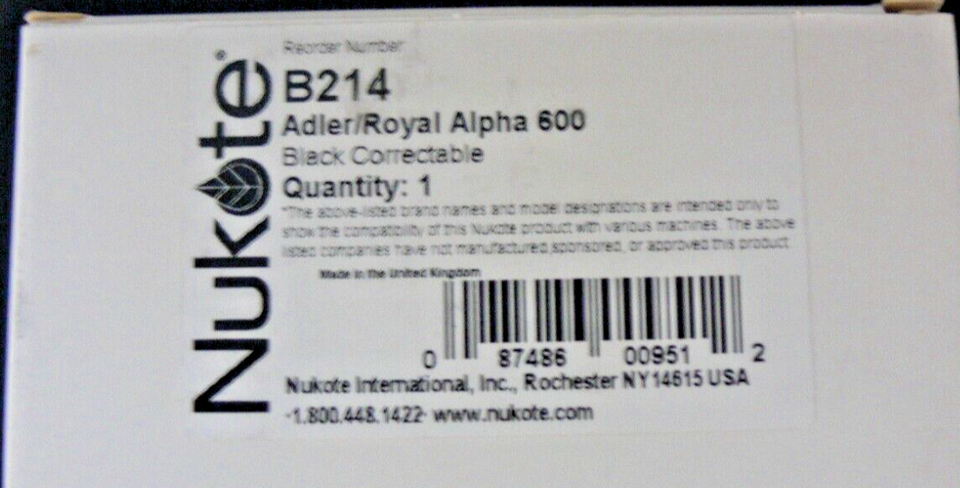 Nukote®
Reorder Number
B214
Adler/Royal Alpha 600
Black Correctable
Quantity: 1
*The above-listed brand names and model designations are intended only to
show the compatibility of this Nukote product with various machines. The above
listed companies have not manufactured,sponsored, or approved this product.
Made in the United Kingdom
0 87486 00951 2
Nukote International, Inc., Rochester NY14615 USA
-1.800.448.1422- www.nukote.com